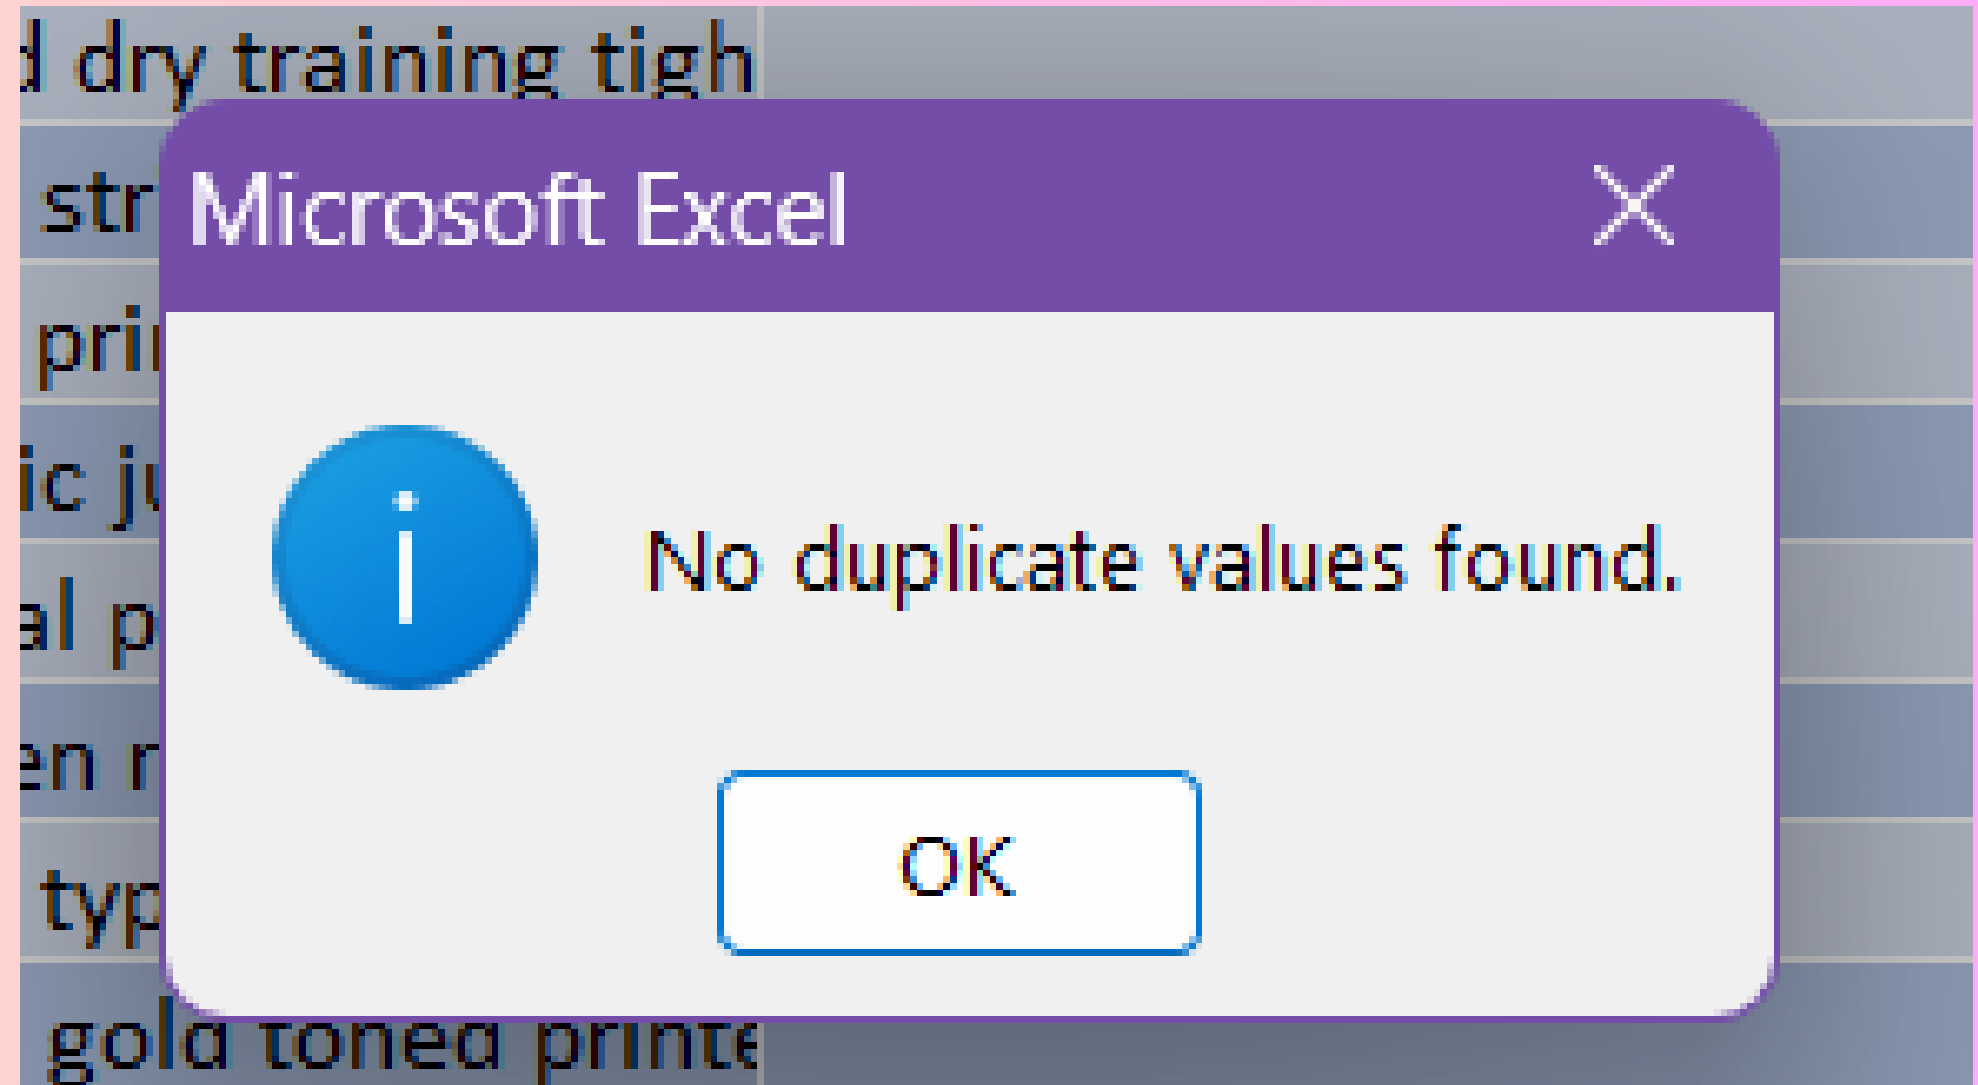 d dry training tigh
str
Microsoft Excel
pri
ic ju
No duplicate values found.
al p
en r
OK
typ
gold toned printe